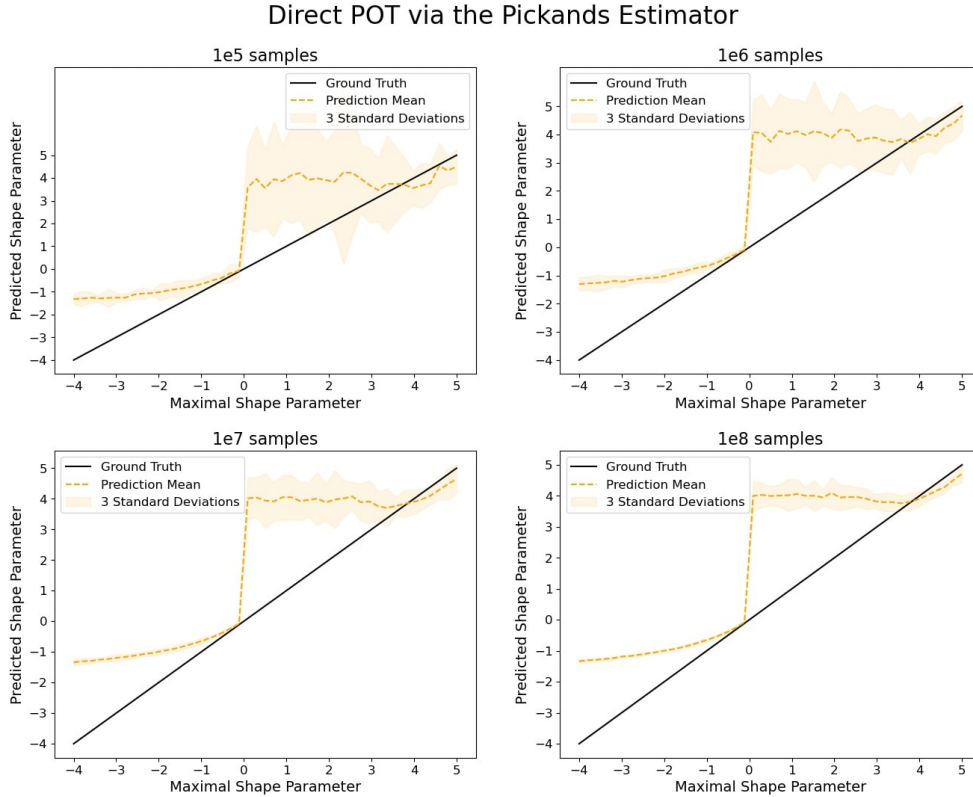 Direct POT via the Pickands Estimator
1e5 samples
Ground Truth
Prediction Mean
3 Standard Deviations
Predicted Shape Parameter
5
4
3
2
1
0
−1
−2
−3
−4
−4 −3 −2 −1 0 1 2 3 4 5
Maximal Shape Parameter
1e6 samples
Ground Truth
Prediction Mean
3 Standard Deviations
Predicted Shape Parameter
5
4
3
2
1
0
−1
−2
−3
−4
−4 −3 −2 −1 0 1 2 3 4 5
Maximal Shape Parameter
1e7 samples
Ground Truth
Prediction Mean
3 Standard Deviations
Predicted Shape Parameter
5
4
3
2
1
0
−1
−2
−3
−4
−4 −3 −2 −1 0 1 2 3 4 5
Maximal Shape Parameter
1e8 samples
Ground Truth
Prediction Mean
3 Standard Deviations
Predicted Shape Parameter
5
4
3
2
1
0
−1
−2
−3
−4
−4 −3 −2 −1 0 1 2 3 4 5
Maximal Shape Parameter